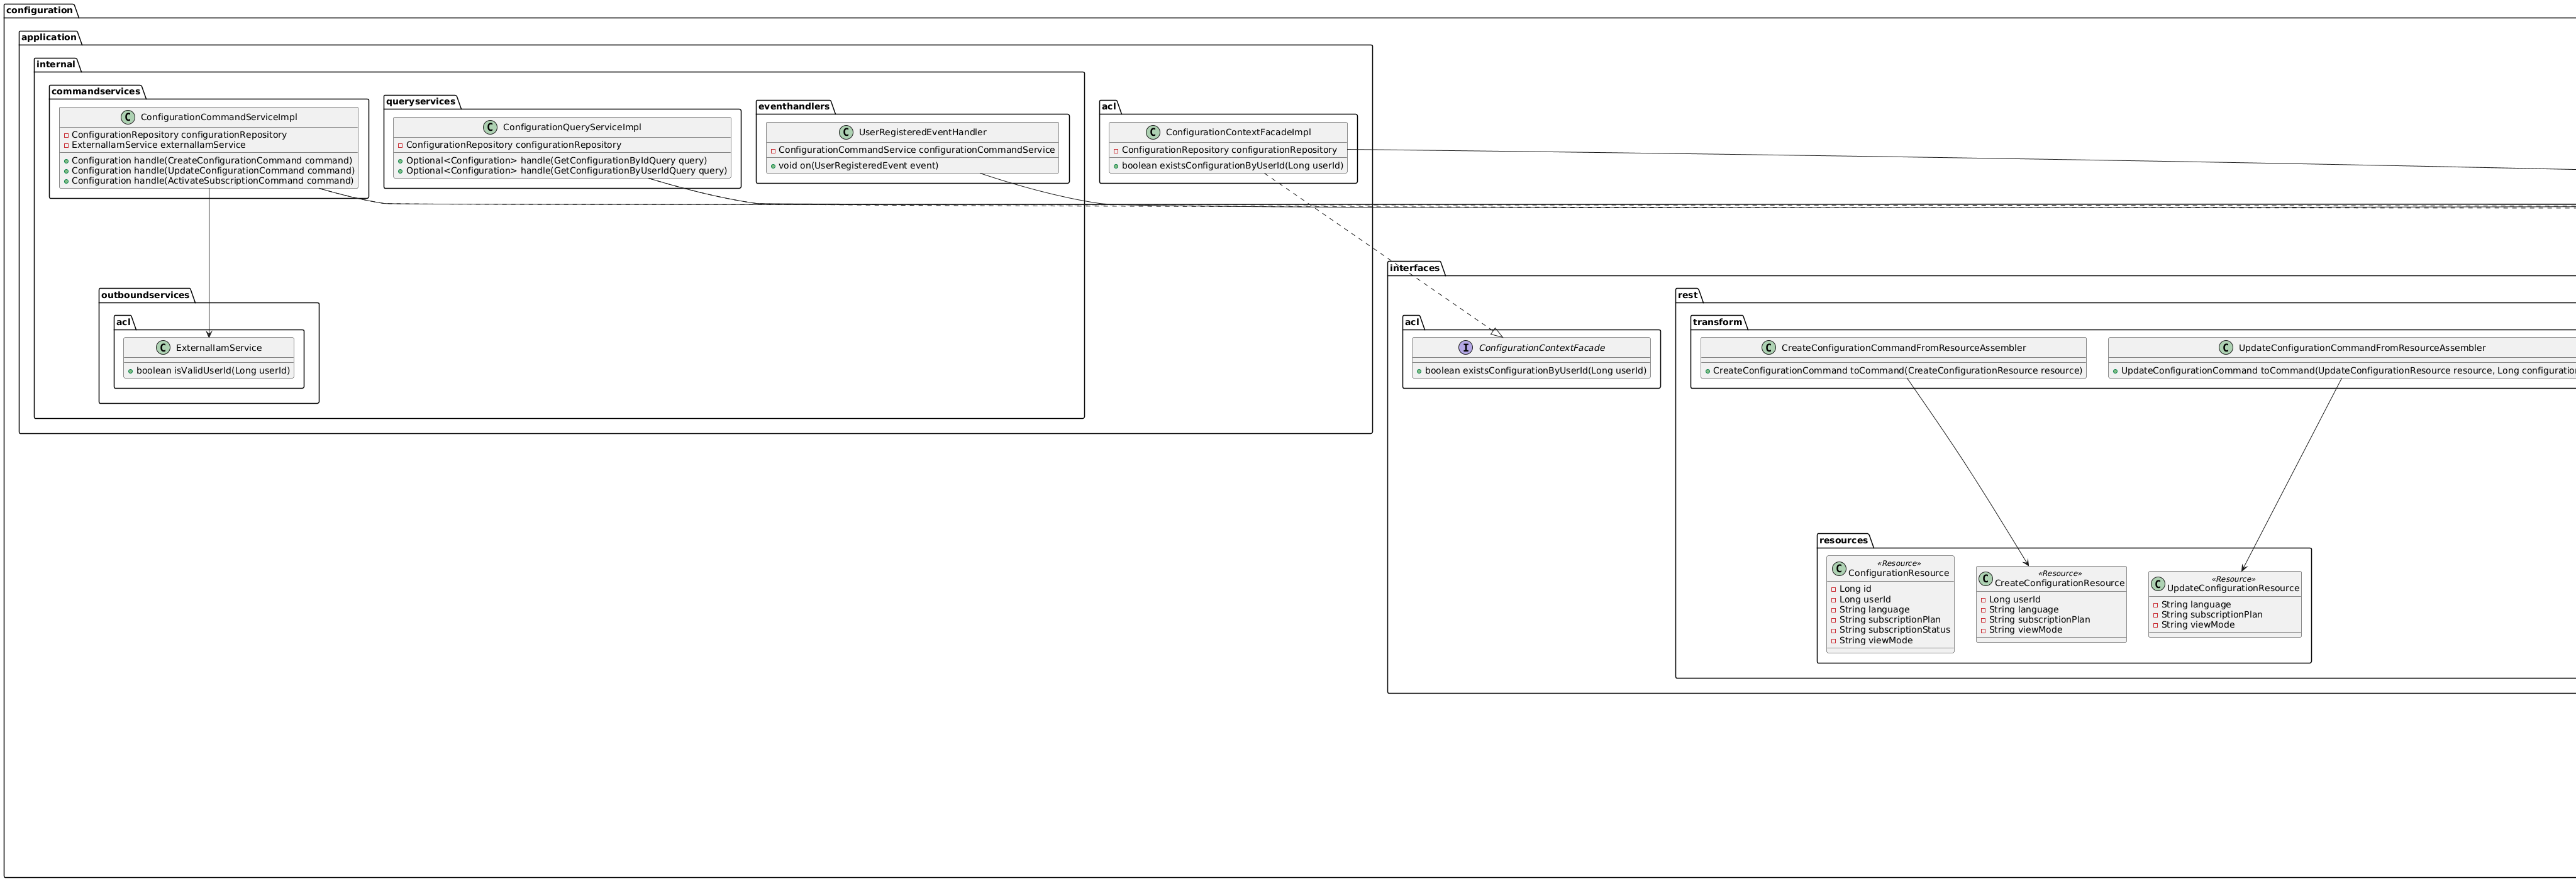 configuration
application
internal
commandservices
ConfigurationCommandServiceImpl
ConfigurationRepository configurationRepository
ExternalIamService externalIamService
Configuration handle(CreateConfigurationCommand command)
Configuration handle(UpdateConfigurationCommand command)
Configuration handle(ActivateSubscriptionCommand command)
queryservices
ConfigurationQueryServiceImpl
ConfigurationRepository configurationRepository
Optional<Configuration> handle(GetConfigurationByIdQuery query)
Optional<Configuration> handle(GetConfigurationByUserIdQuery query)
eventhandlers
UserRegisteredEventHandler
ConfigurationCommandService configurationCommandService
void on(UserRegisteredEvent event)
acl
ConfigurationContextFacadeImpl
ConfigurationRepository configurationRepository
boolean existsConfigurationByUserId(Long userId)
outboundservices
acl
ExternalIamService
boolean isValidUserId(Long userId)
interfaces
acl
ConfigurationContextFacade
boolean existsConfigurationByUserId(Long userId)
rest
transform
CreateConfigurationCommandFromResourceAssembler
CreateConfigurationCommand toCommand(CreateConfigurationResource resource)
UpdateConfigurationCommandFromResourceAssembler
UpdateConfigurationCommand toCommand(UpdateConfigurationResource resource, Long configuration
resources
«Resource»
ConfigurationResource
Long id
Long userId
String language
String subscriptionPlan
String subscriptionStatus
String viewMode
«Resource»
CreateConfigurationResource
Long userId
String language
String subscriptionPlan
String viewMode
«Resource»
UpdateConfigurationResource
String language
String subscriptionPlan
String viewMode